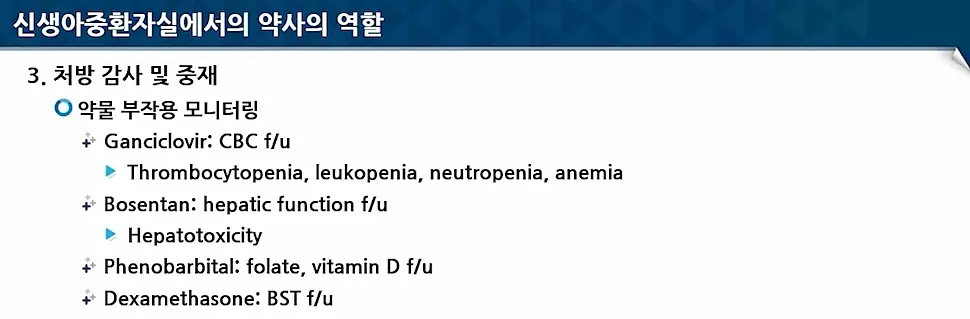 신생아중환자실에서의 약사의 역할
3. 처방 감사 및 중재
약물 부작용 모니터링
Ganciclovir: CBC f/u
Thrombocytopenia, leukopenia, neutropenia, anemia
Bosentan: hepatic function f/u
Hepatotoxicity
Phenobarbital: folate, vitamin D f/u
Dexamethasone: BST f/u